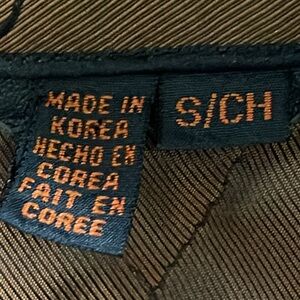 MADE IN
KOREA
HECHO EN
COREA
FAIT EN
COREE
S/CH